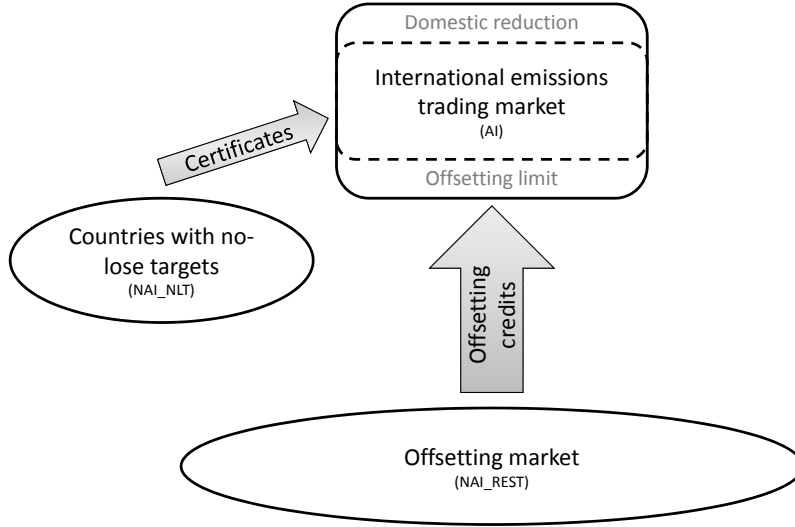 Domestic reduction
International emissions
trading market
(AI)
Offsetting limit
Certificates
Countries with no-
lose targets
(NAI_NLT)
Offsetting
credits
Offsetting market
(NAI_REST)